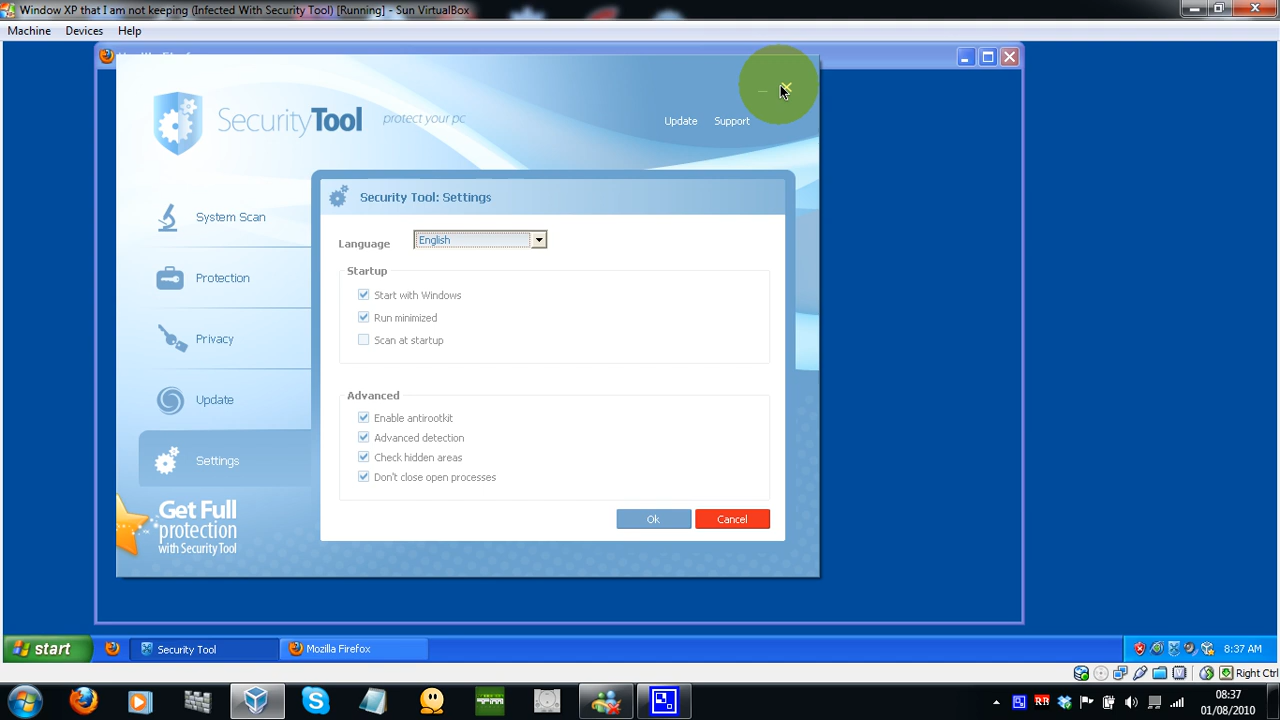 Window XP that I am not keeping (Infected With Security Tool) [Running] - Sun VirtualBox
Machine Devices Help
SecurityTool protect your pc
Update Support
System Scan
Protection
Privacy
Update
Settings
Get Full
protection
with Security Tool
Security Tool: Settings
Language English
Startup
Start with Windows
Run minimized
Scan at startup
Advanced
Enable antirootkit
Advanced detection
Check hidden areas
Don't close open processes
Ok Cancel
start Security Tool Mozilla Firefox 8:37 AM
Right Ctrl
08:37
01/08/2010